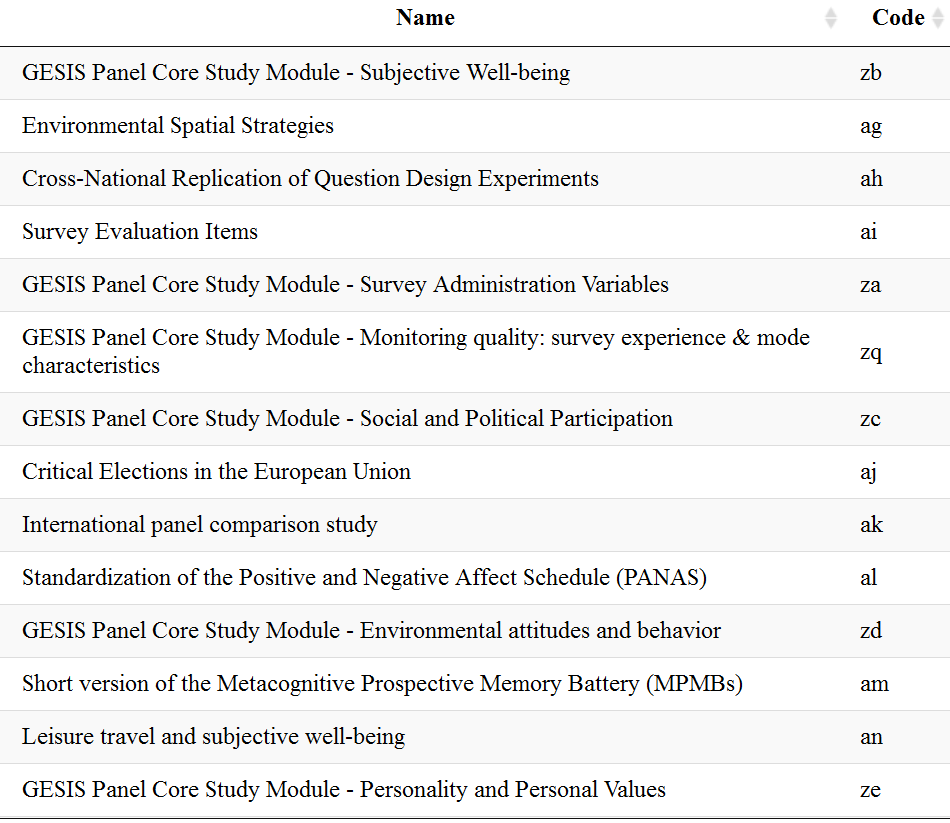 Name Code
GESIS Panel Core Study Module - Subjective Well-being zb
Environmental Spatial Strategies ag
Cross-National Replication of Question Design Experiments ah
Survey Evaluation Items ai
GESIS Panel Core Study Module - Survey Administration Variables za
GESIS Panel Core Study Module - Monitoring quality: survey experience & mode
characteristics zq
GESIS Panel Core Study Module - Social and Political Participation zc
Critical Elections in the European Union aj
International panel comparison study ak
Standardization of the Positive and Negative Affect Schedule (PANAS) al
GESIS Panel Core Study Module - Environmental attitudes and behavior zd
Short version of the Metacognitive Prospective Memory Battery (MPMBs) am
Leisure travel and subjective well-being an
GESIS Panel Core Study Module - Personality and Personal Values ze